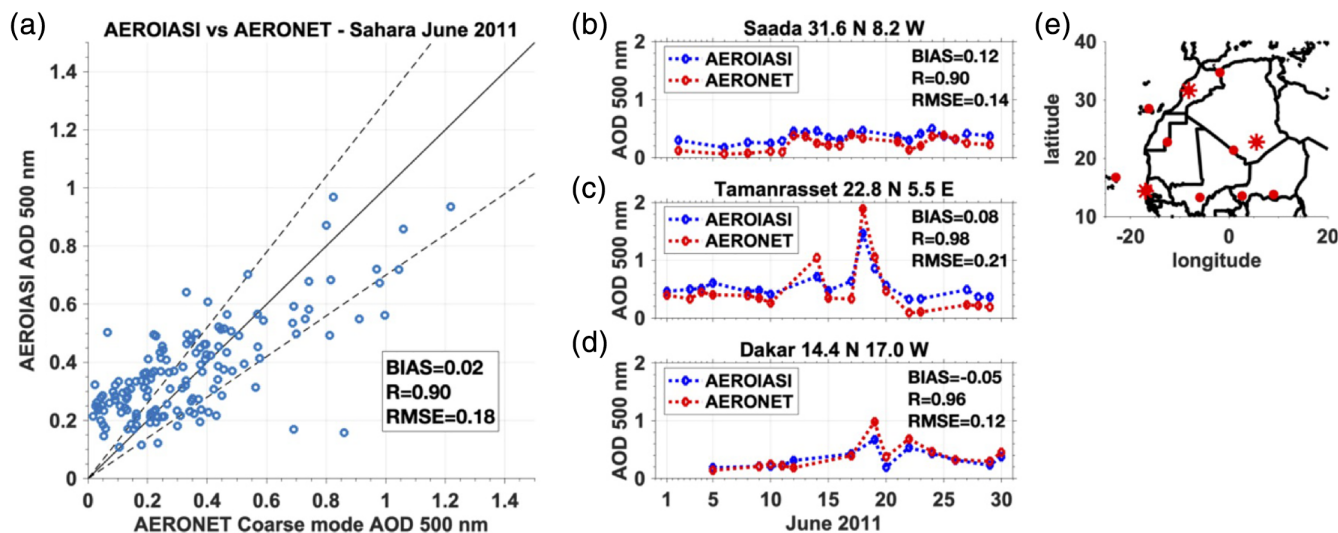 (a)
AEROIASI vs AERONET - Sahara June 2011
AEROIASI AOD 500 nm
1.4
1.2
1
0.8
0.6
0.4
0.2
0
BIAS=0.02
R=0.90
RMSE=0.18
0 0.2 0.4 0.6 0.8 1 1.2 1.4
AERONET Coarse mode AOD 500 nm
(b)
Saada 31.6 N 8.2 W
AOD 500 nm
2
1
0
AEROIASI
AERONET
BIAS=0.12
R=0.90
RMSE=0.14
(c)
Tamanrasset 22.8 N 5.5 E
AOD 500 nm
2
1
0
AEROIASI
AERONET
BIAS=0.08
R=0.98
RMSE=0.21
(d)
Dakar 14.4 N 17.0 W
AOD 500 nm
2
1
0
AEROIASI
AERONET
BIAS=-0.05
R=0.96
RMSE=0.12
1 5 10 15 20 25 30
June 2011
(e)
latitude
40
30
20
10
-20 0 20
longitude